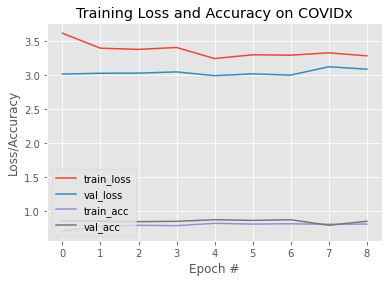 Training Loss and Accuracy on COVIDx
Loss/Accuracy
3.5
3.0
2.5
2.0
1.5
1.0
train_loss
val_loss
train_acc
val_acc
0 1 2 3 4 5 6 7 8
Epoch #